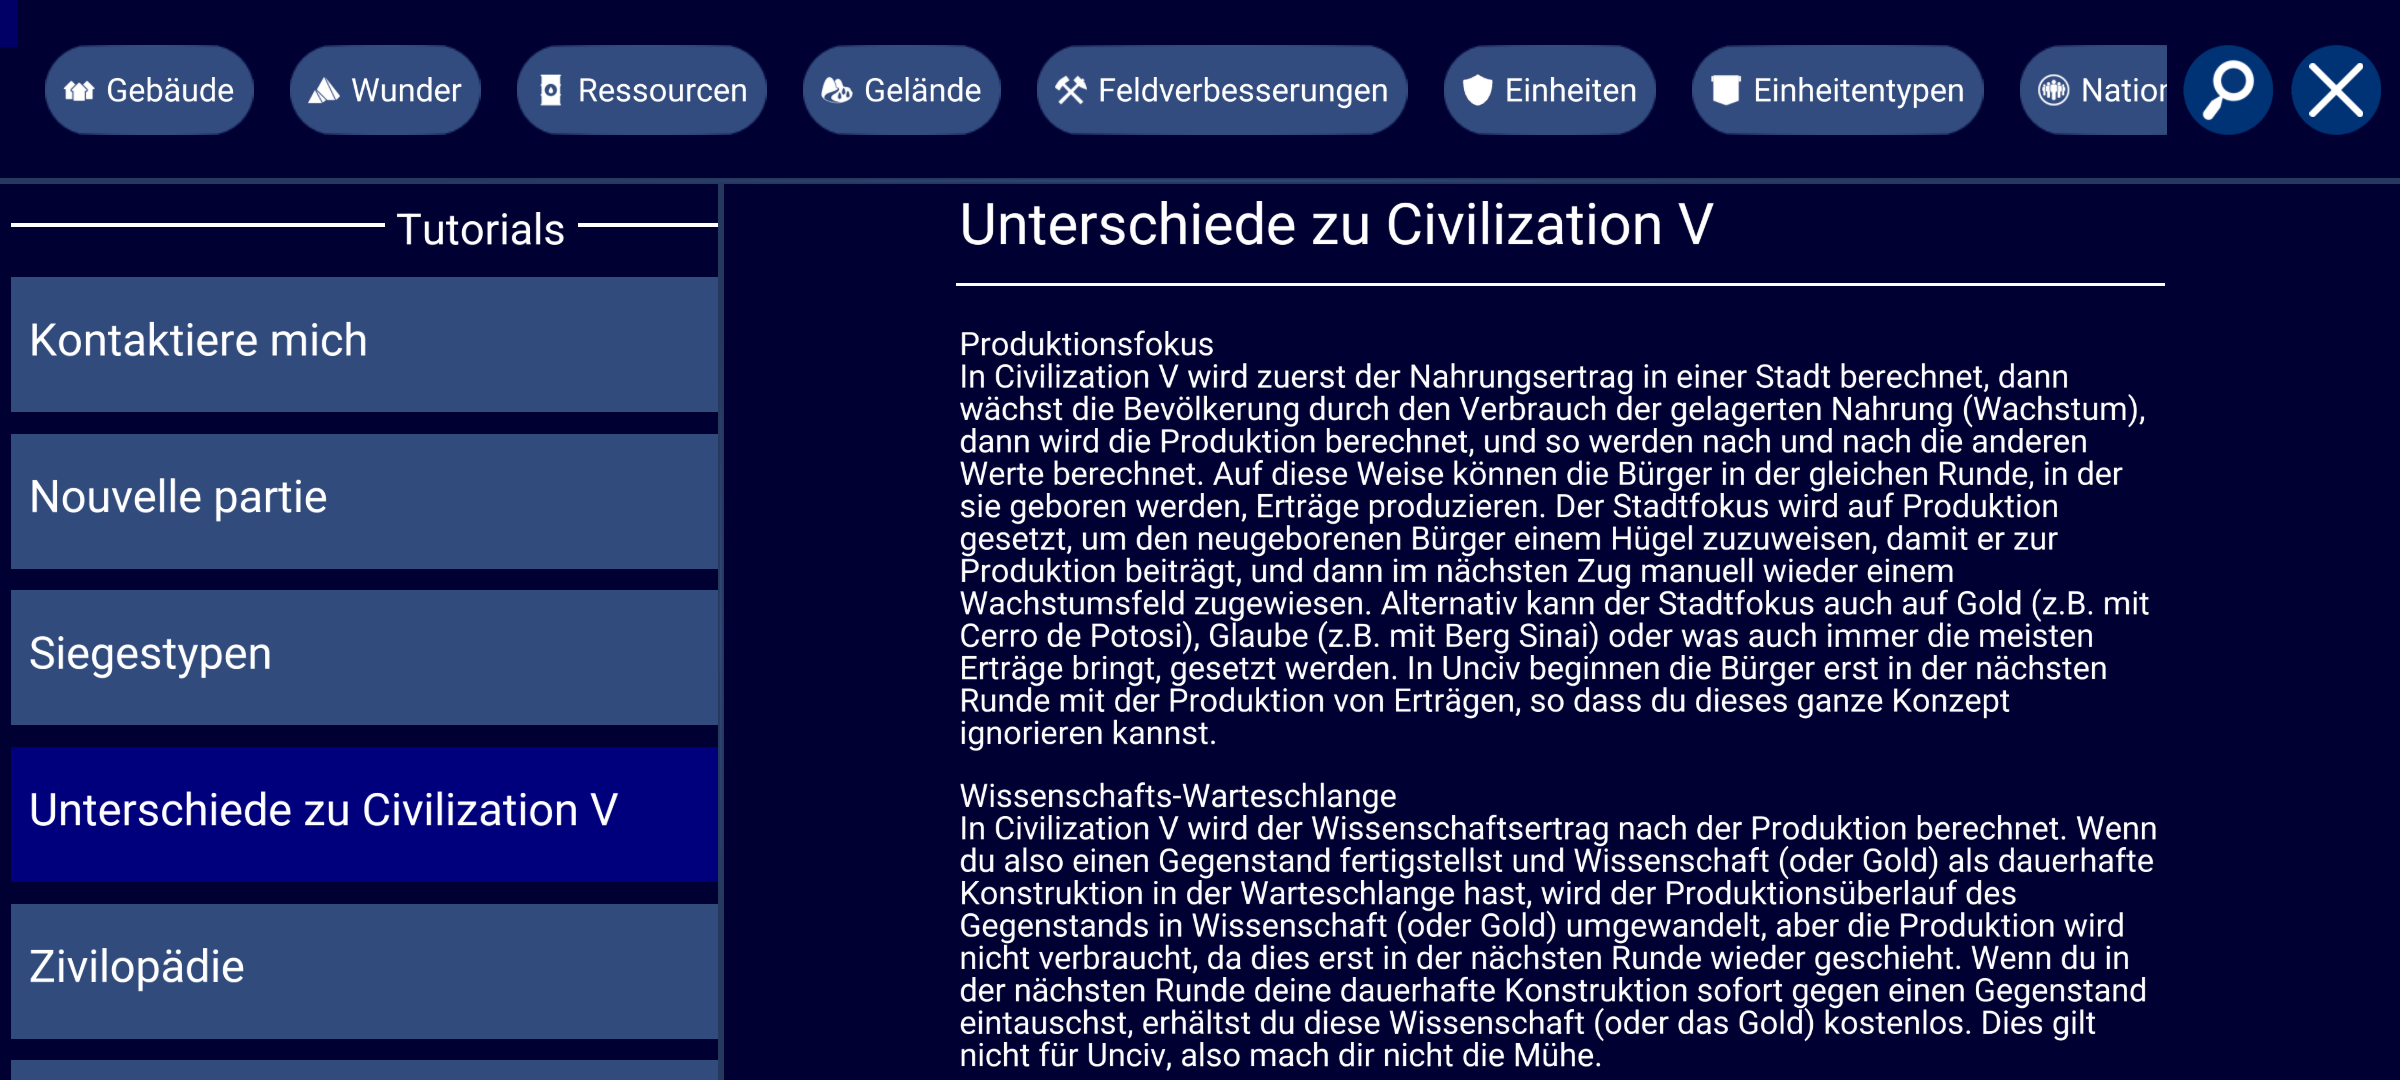 Gebäude
Wunder
Ressourcen
Gelände
Feldverbesserungen
Einheiten
Einheitentypen
Nation
Tutorials
Kontaktiere mich
Nouvelle partie
Siegestypen
Unterschiede zu Civilization V
Zivilopädie
Unterschiede zu Civilization V
Produktionsfokus
In Civilization V wird zuerst der Nahrungsertrag in einer Stadt berechnet, dann
wächst die Bevölkerung durch den Verbrauch der gelagerten Nahrung (Wachstum),
dann wird die Produktion berechnet, und so werden nach und nach die anderen
Werte berechnet. Auf diese Weise können die Bürger in der gleichen Runde, in der
sie geboren werden, Erträge produzieren. Der Stadtfokus wird auf Produktion
gesetzt, um den neugeborenen Bürger einem Hügel zuzuweisen, damit er zur
Produktion beiträgt, und dann im nächsten Zug manuell wieder einem
Wachstumsfeld zugewiesen. Alternativ kann der Stadtfokus auch auf Gold (z.B. mit
Cerro de Potosi), Glaube (z.B. mit Berg Sinai) oder was auch immer die meisten
Erträge bringt, gesetzt werden. In Unciv beginnen die Bürger erst in der nächsten
Runde mit der Produktion von Erträgen, so dass du dieses ganze Konzept
ignorieren kannst.
Wissenschafts-Warteschlange
In Civilization V wird der Wissenschaftsertrag nach der Produktion berechnet. Wenn
du also einen Gegenstand fertigstellst und Wissenschaft (oder Gold) als dauerhafte
Konstruktion in der Warteschlange hast, wird der Produktionsüberlauf des
Gegenstands in Wissenschaft (oder Gold) umgewandelt, aber die Produktion wird
nicht verbraucht, da dies erst in der nächsten Runde wieder geschieht. Wenn du in
der nächsten Runde deine dauerhafte Konstruktion sofort gegen einen Gegenstand
eintauschst, erhältst du diese Wissenschaft (oder das Gold) kostenlos. Dies gilt
nicht für Unciv, also mach dir nicht die Mühe.